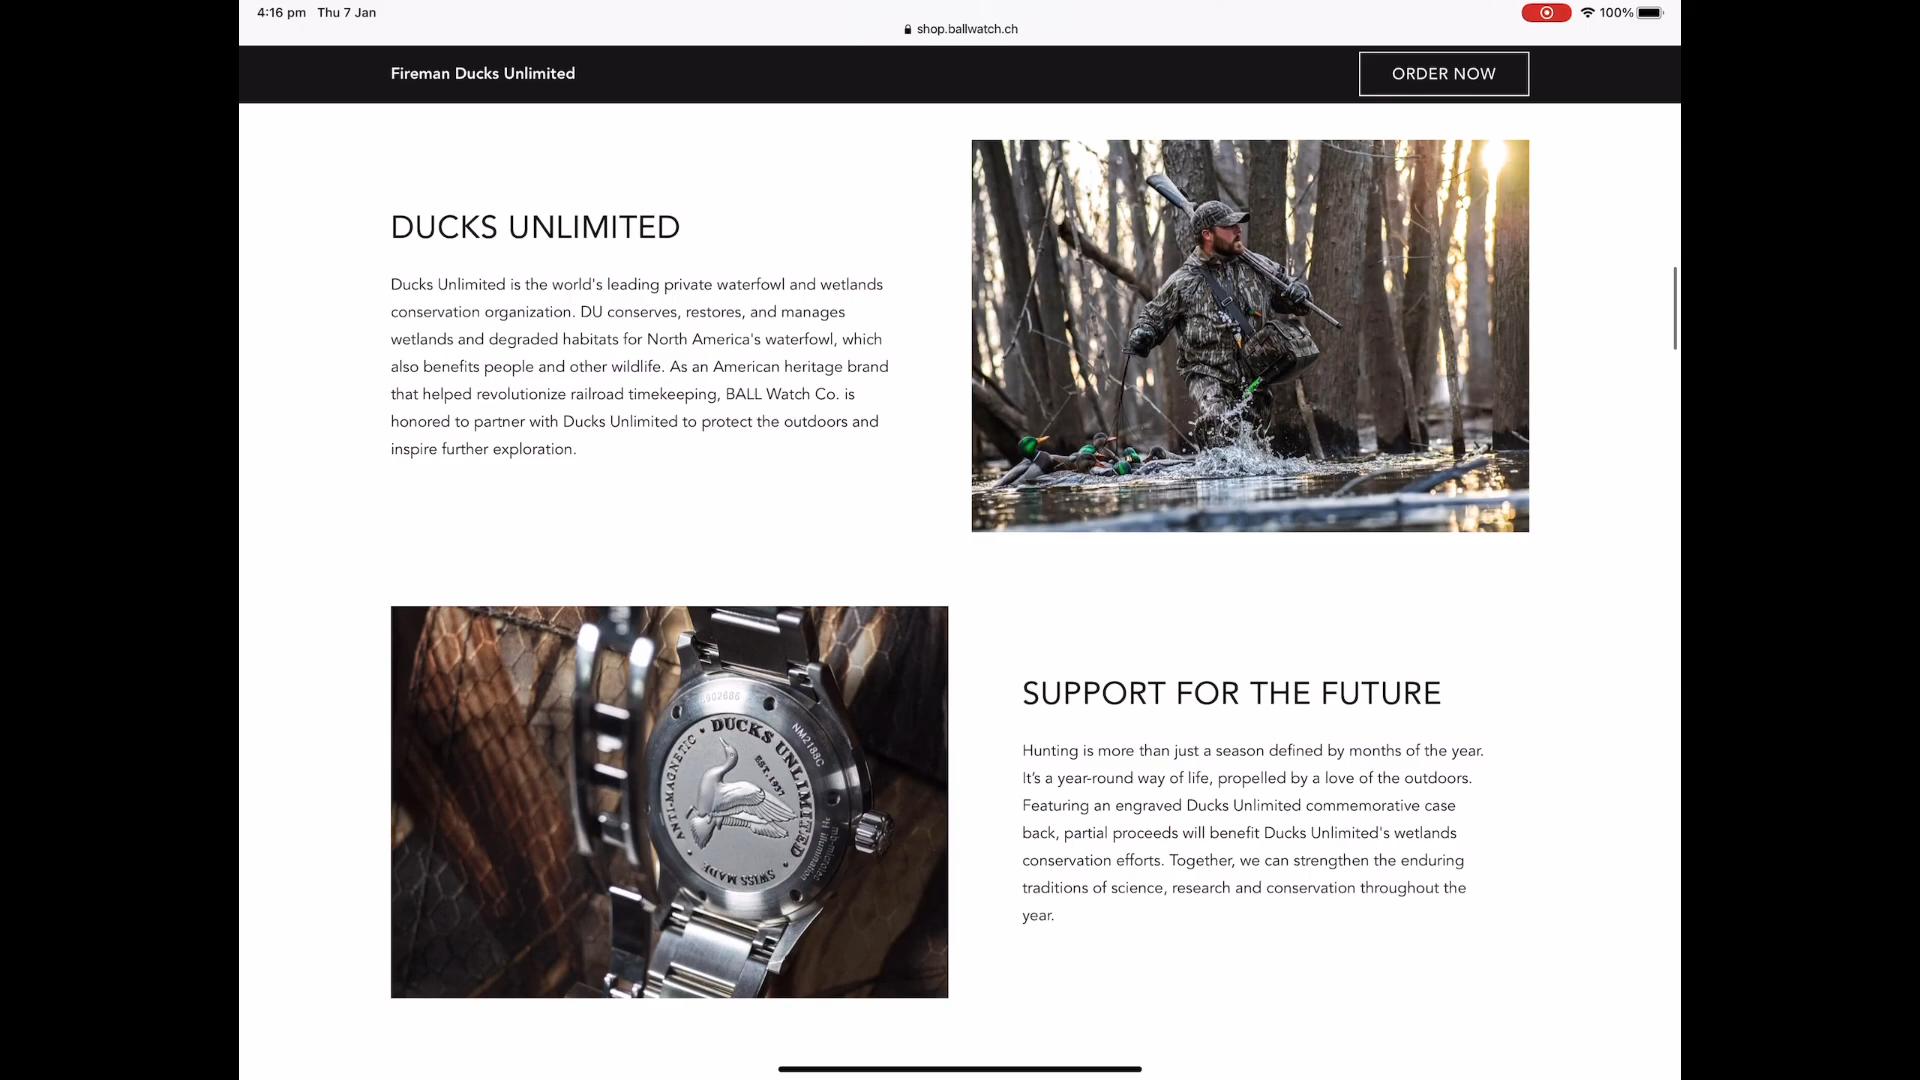 4:16 pm Thu 7 Jan
100%
shop.ballwatch.ch
Fireman Ducks Unlimited
ORDER NOW
DUCKS UNLIMITED
Ducks Unlimited is the world's leading private waterfowl and wetlands
conservation organization. DU conserves, restores, and manages
wetlands and degraded habitats for North America's waterfowl, which
also benefits people and other wildlife. As an American heritage brand
that helped revolutionize railroad timekeeping, BALL Watch Co. is
honored to partner with Ducks Unlimited to protect the outdoors and
inspire further exploration.
DUCKS UNLIMITED
EST. 1937
ANTI-MAGNETIC
SWISS MADE
NM2188C
SUPPORT FOR THE FUTURE
Hunting is more than just a season defined by months of the year.
It's a year-round way of life, propelled by a love of the outdoors.
Featuring an engraved Ducks Unlimited commemorative case
back, partial proceeds will benefit Ducks Unlimited's wetlands
conservation efforts. Together, we can strengthen the enduring
traditions of science, research and conservation throughout the
year.